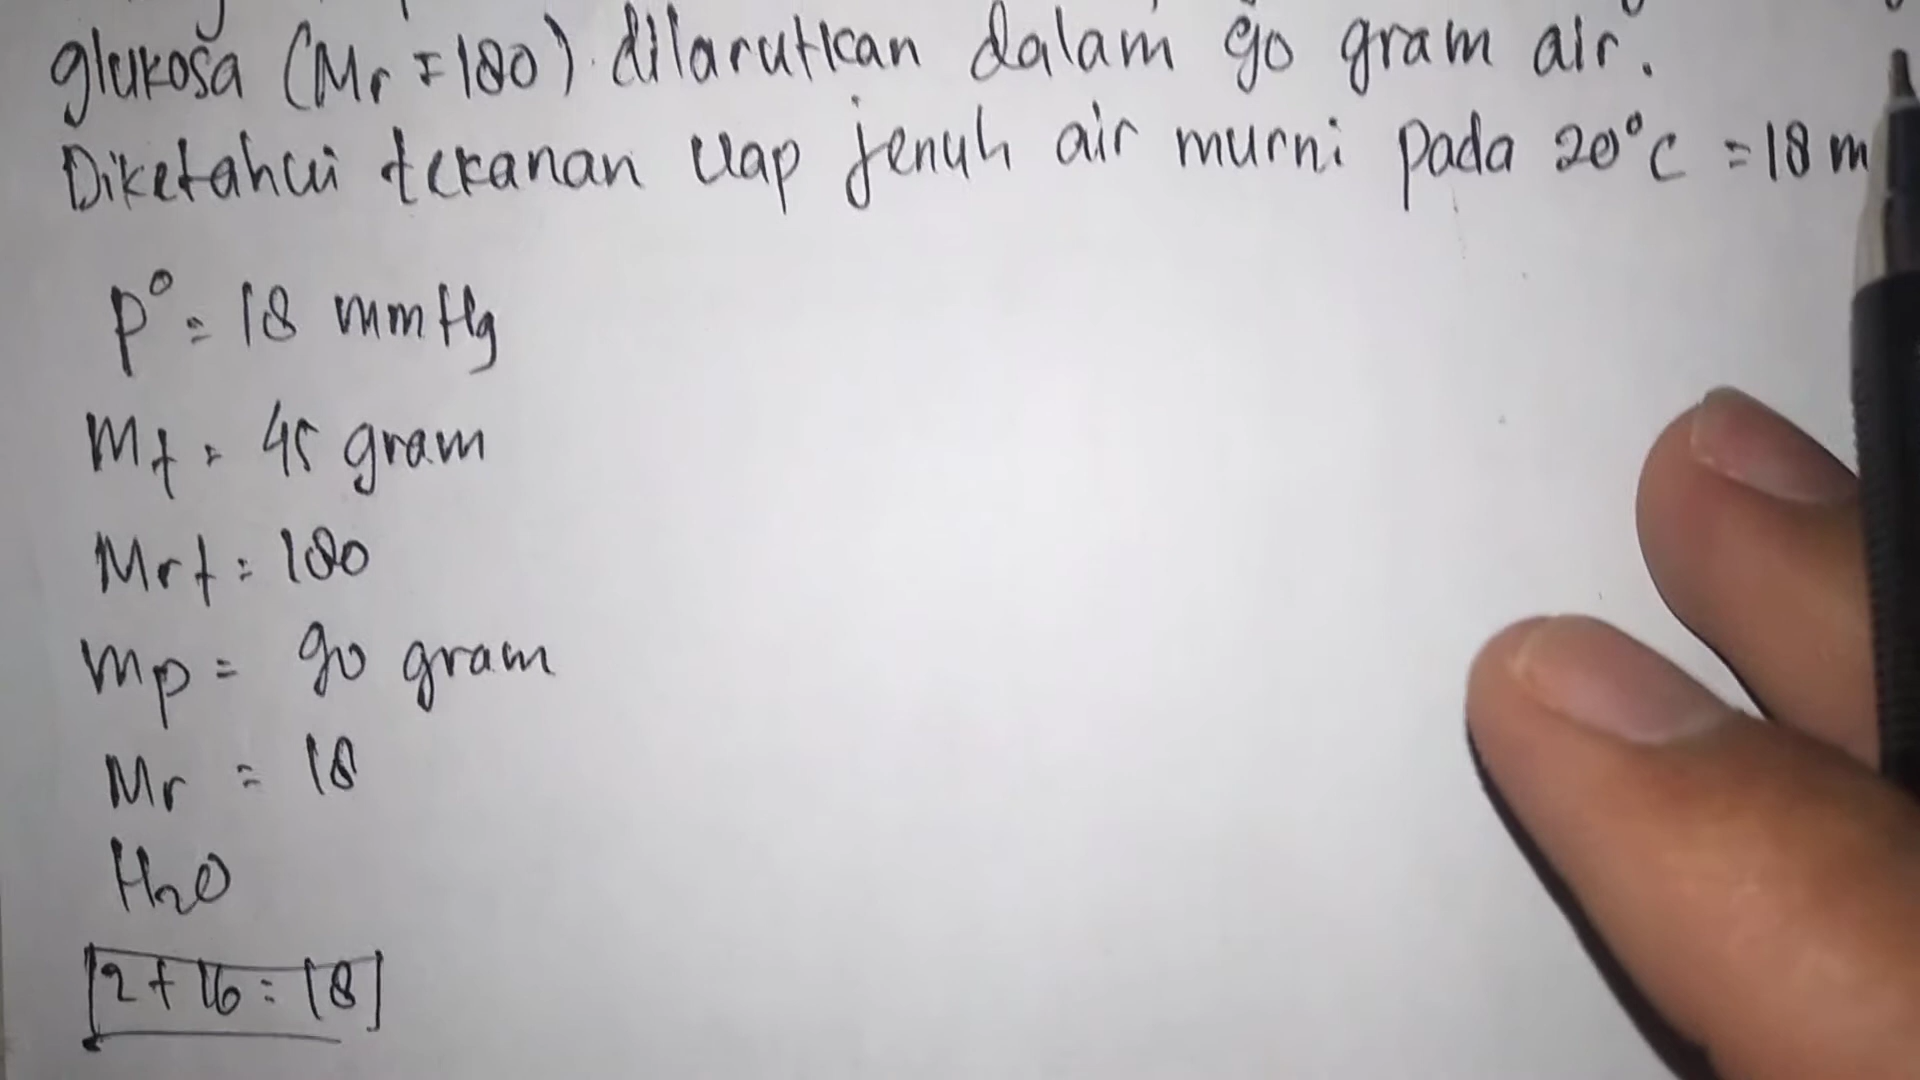 glukosa (Mr = 180). dilarutkan dalam 90 gram air.
Diketahui tekanan uap jenuh air murni pada 20°C = 18 m
P° = 18 mmHg
Mt = 45 gram
Mrt = 180
mp = 90 gram
Mr = 18
H2O
2 + 16 = 18